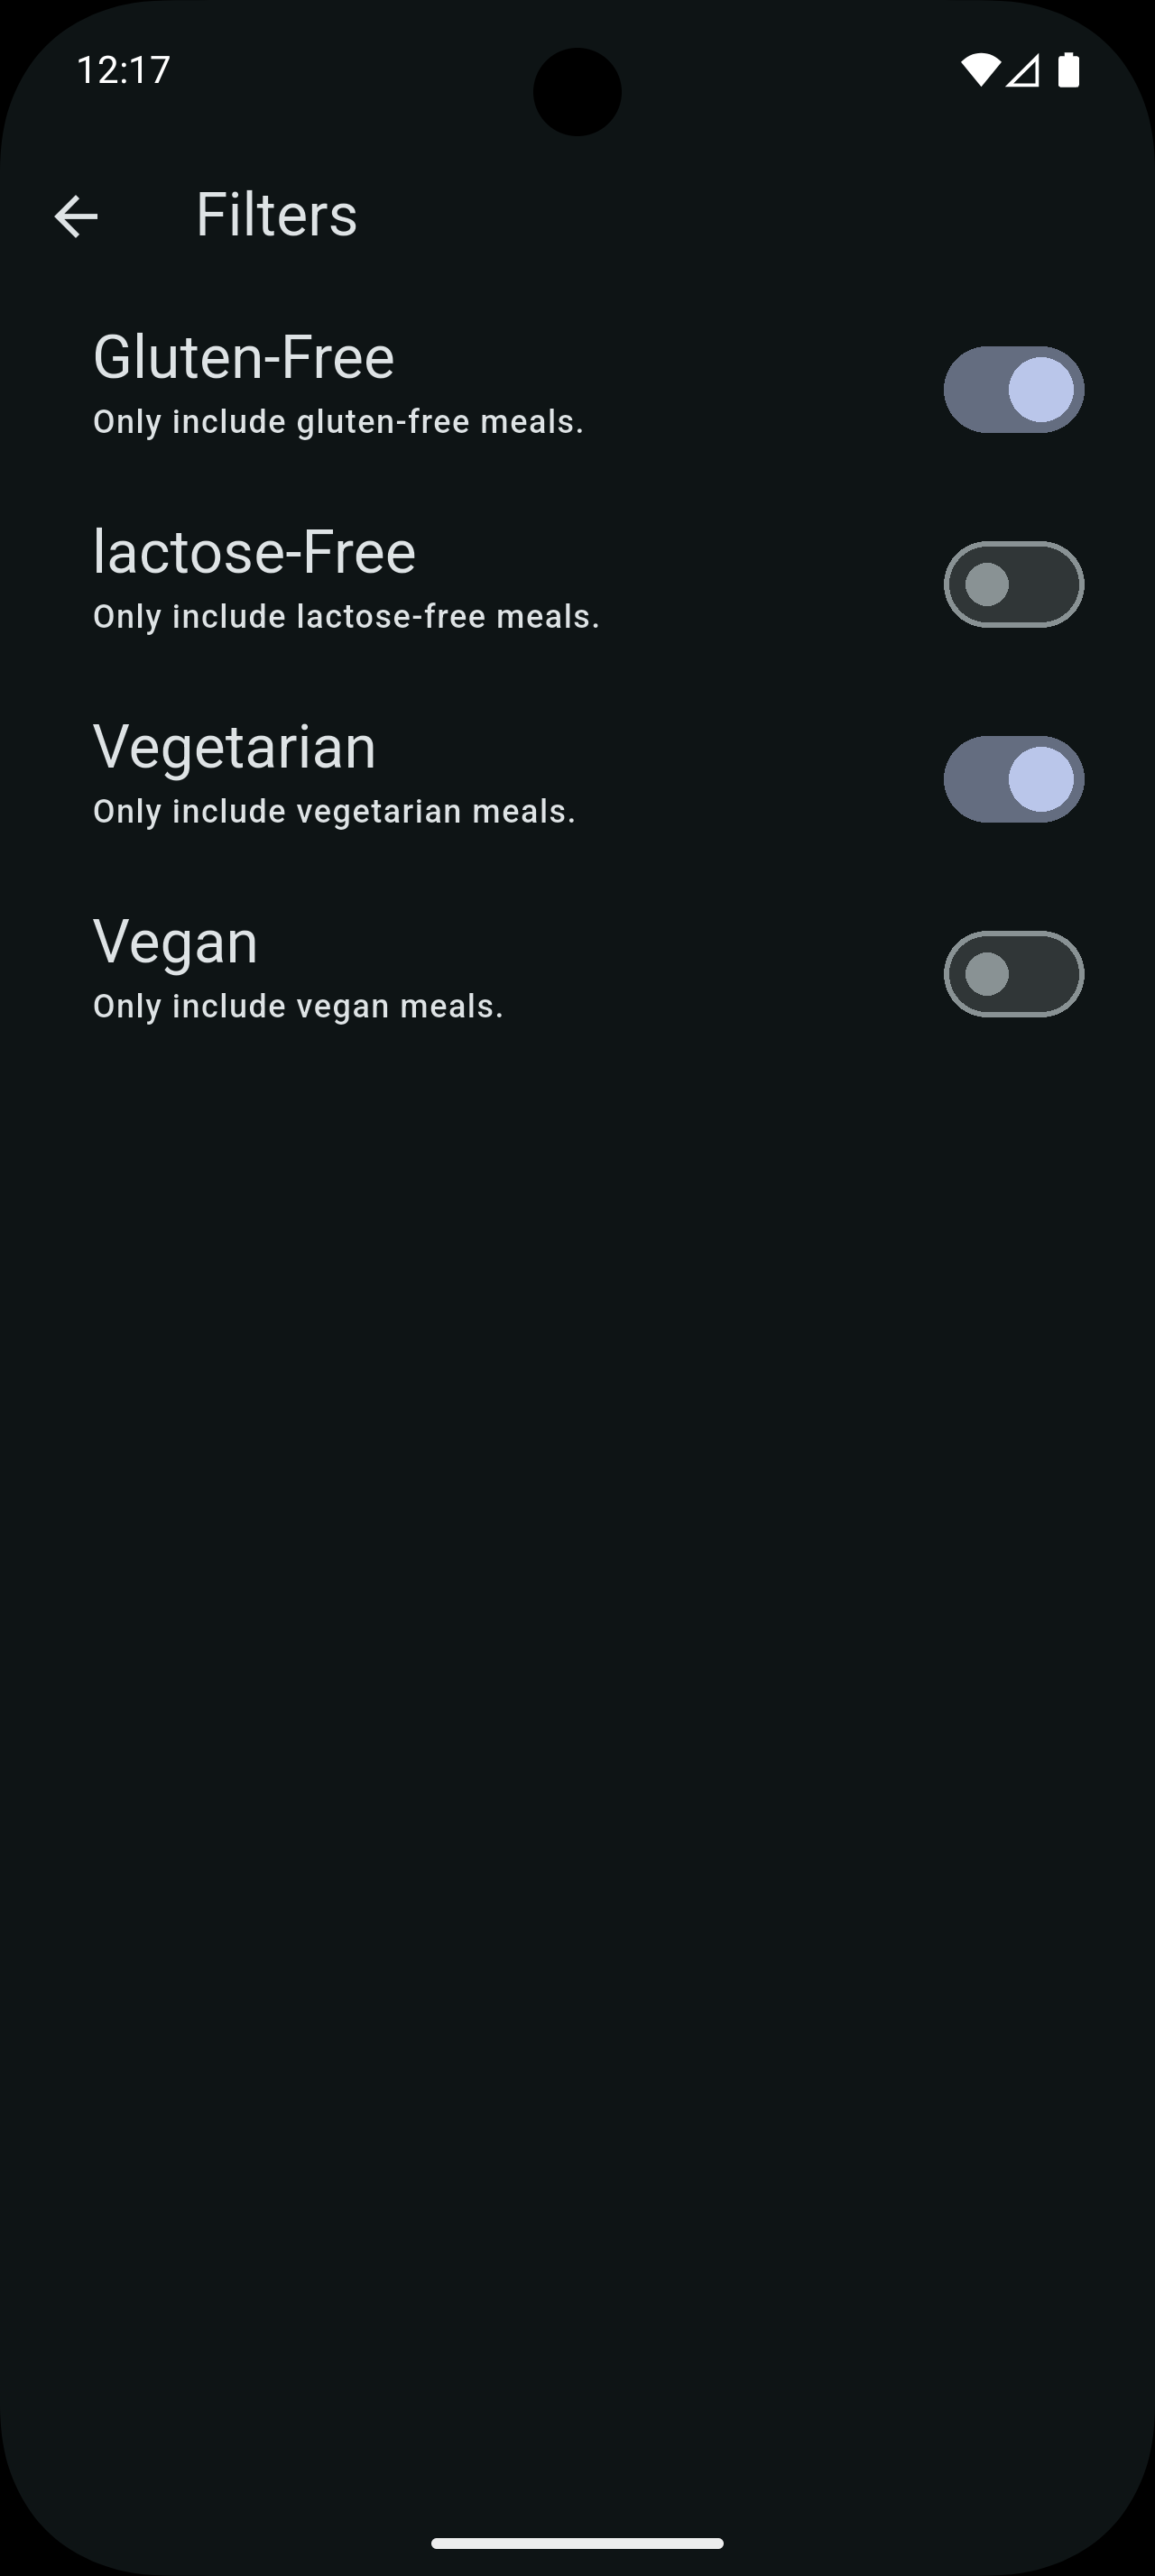 12:17
Filters
Gluten-Free
Only include gluten-free meals.
lactose-Free
Only include lactose-free meals.
Vegetarian
Only include vegetarian meals.
Vegan
Only include vegan meals.